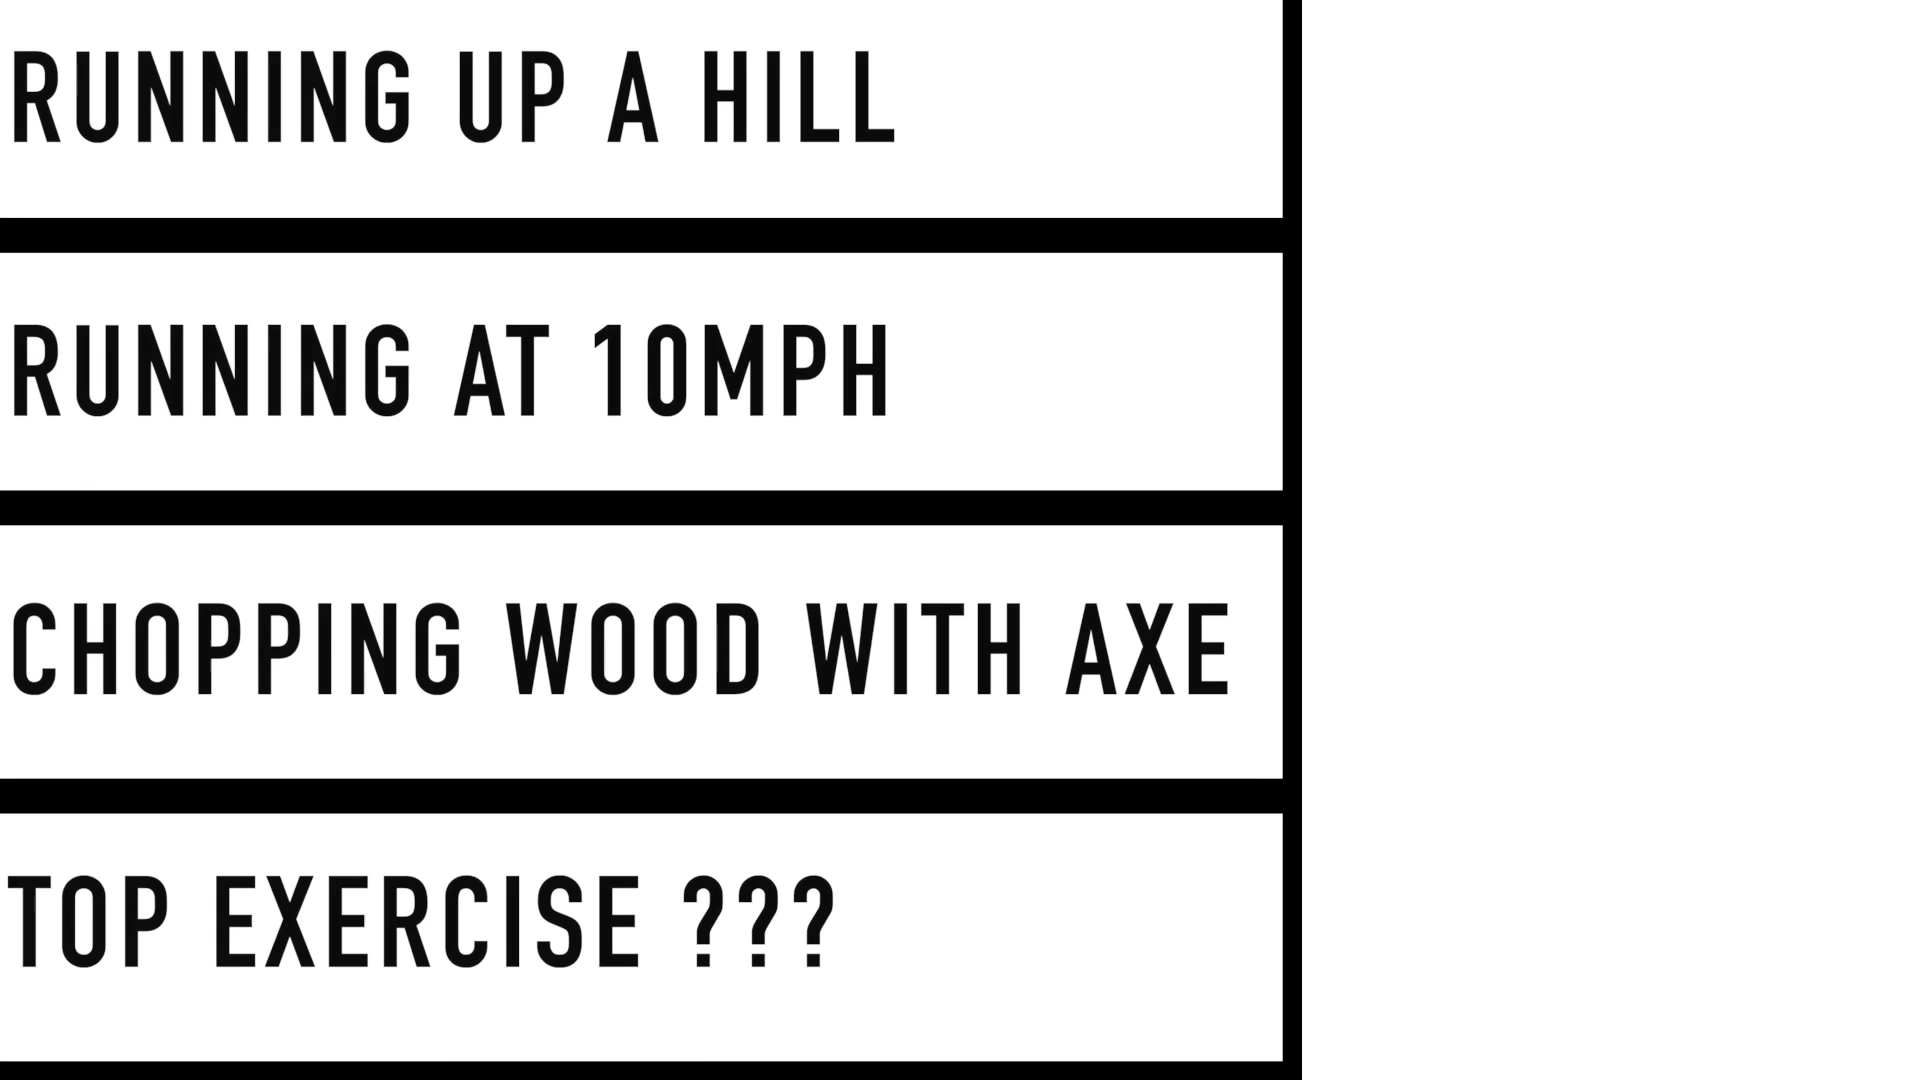 RUNNING UP A HILL
RUNNING AT 10MPH
CHOPPING WOOD WITH AXE
TOP EXERCISE ???